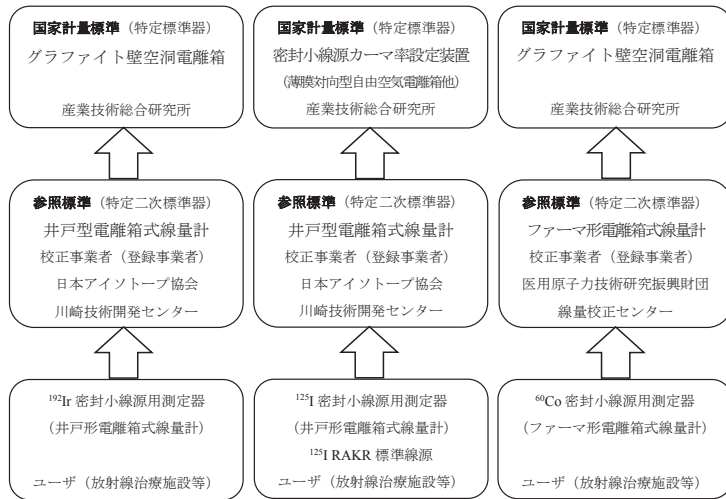 国家計量標準（特定標準器）
グラファイト壁空洞電離箱
産業技術総合研究所
参照標準（特定二次標準器）
井戸型電離箱式線量計
校正事業者（登録事業者）
日本アイソトープ協会
川崎技術開発センター
¹⁹²Ir 密封小線源用測定器
（井戸形電離箱式線量計）
ユーザ（放射線治療施設等）
国家計量標準（特定標準器）
密封小線源カーマ率設定装置
（薄膜対向型自由空気電離箱他）
産業技術総合研究所
参照標準（特定二次標準器）
井戸型電離箱式線量計
校正事業者（登録事業者）
日本アイソトープ協会
川崎技術開発センター
¹²⁵I 密封小線源用測定器
（井戸形電離箱式線量計）
¹²⁵I RAKR 標準線源
ユーザ（放射線治療施設等）
国家計量標準（特定標準器）
グラファイト壁空洞電離箱
産業技術総合研究所
参照標準（特定二次標準器）
ファーマ形電離箱式線量計
校正事業者（登録事業者）
医用原子力技術研究振興財団
線量校正センター
⁶⁰Co 密封小線源用測定器
（ファーマ形電離箱式線量計）
ユーザ（放射線治療施設等）